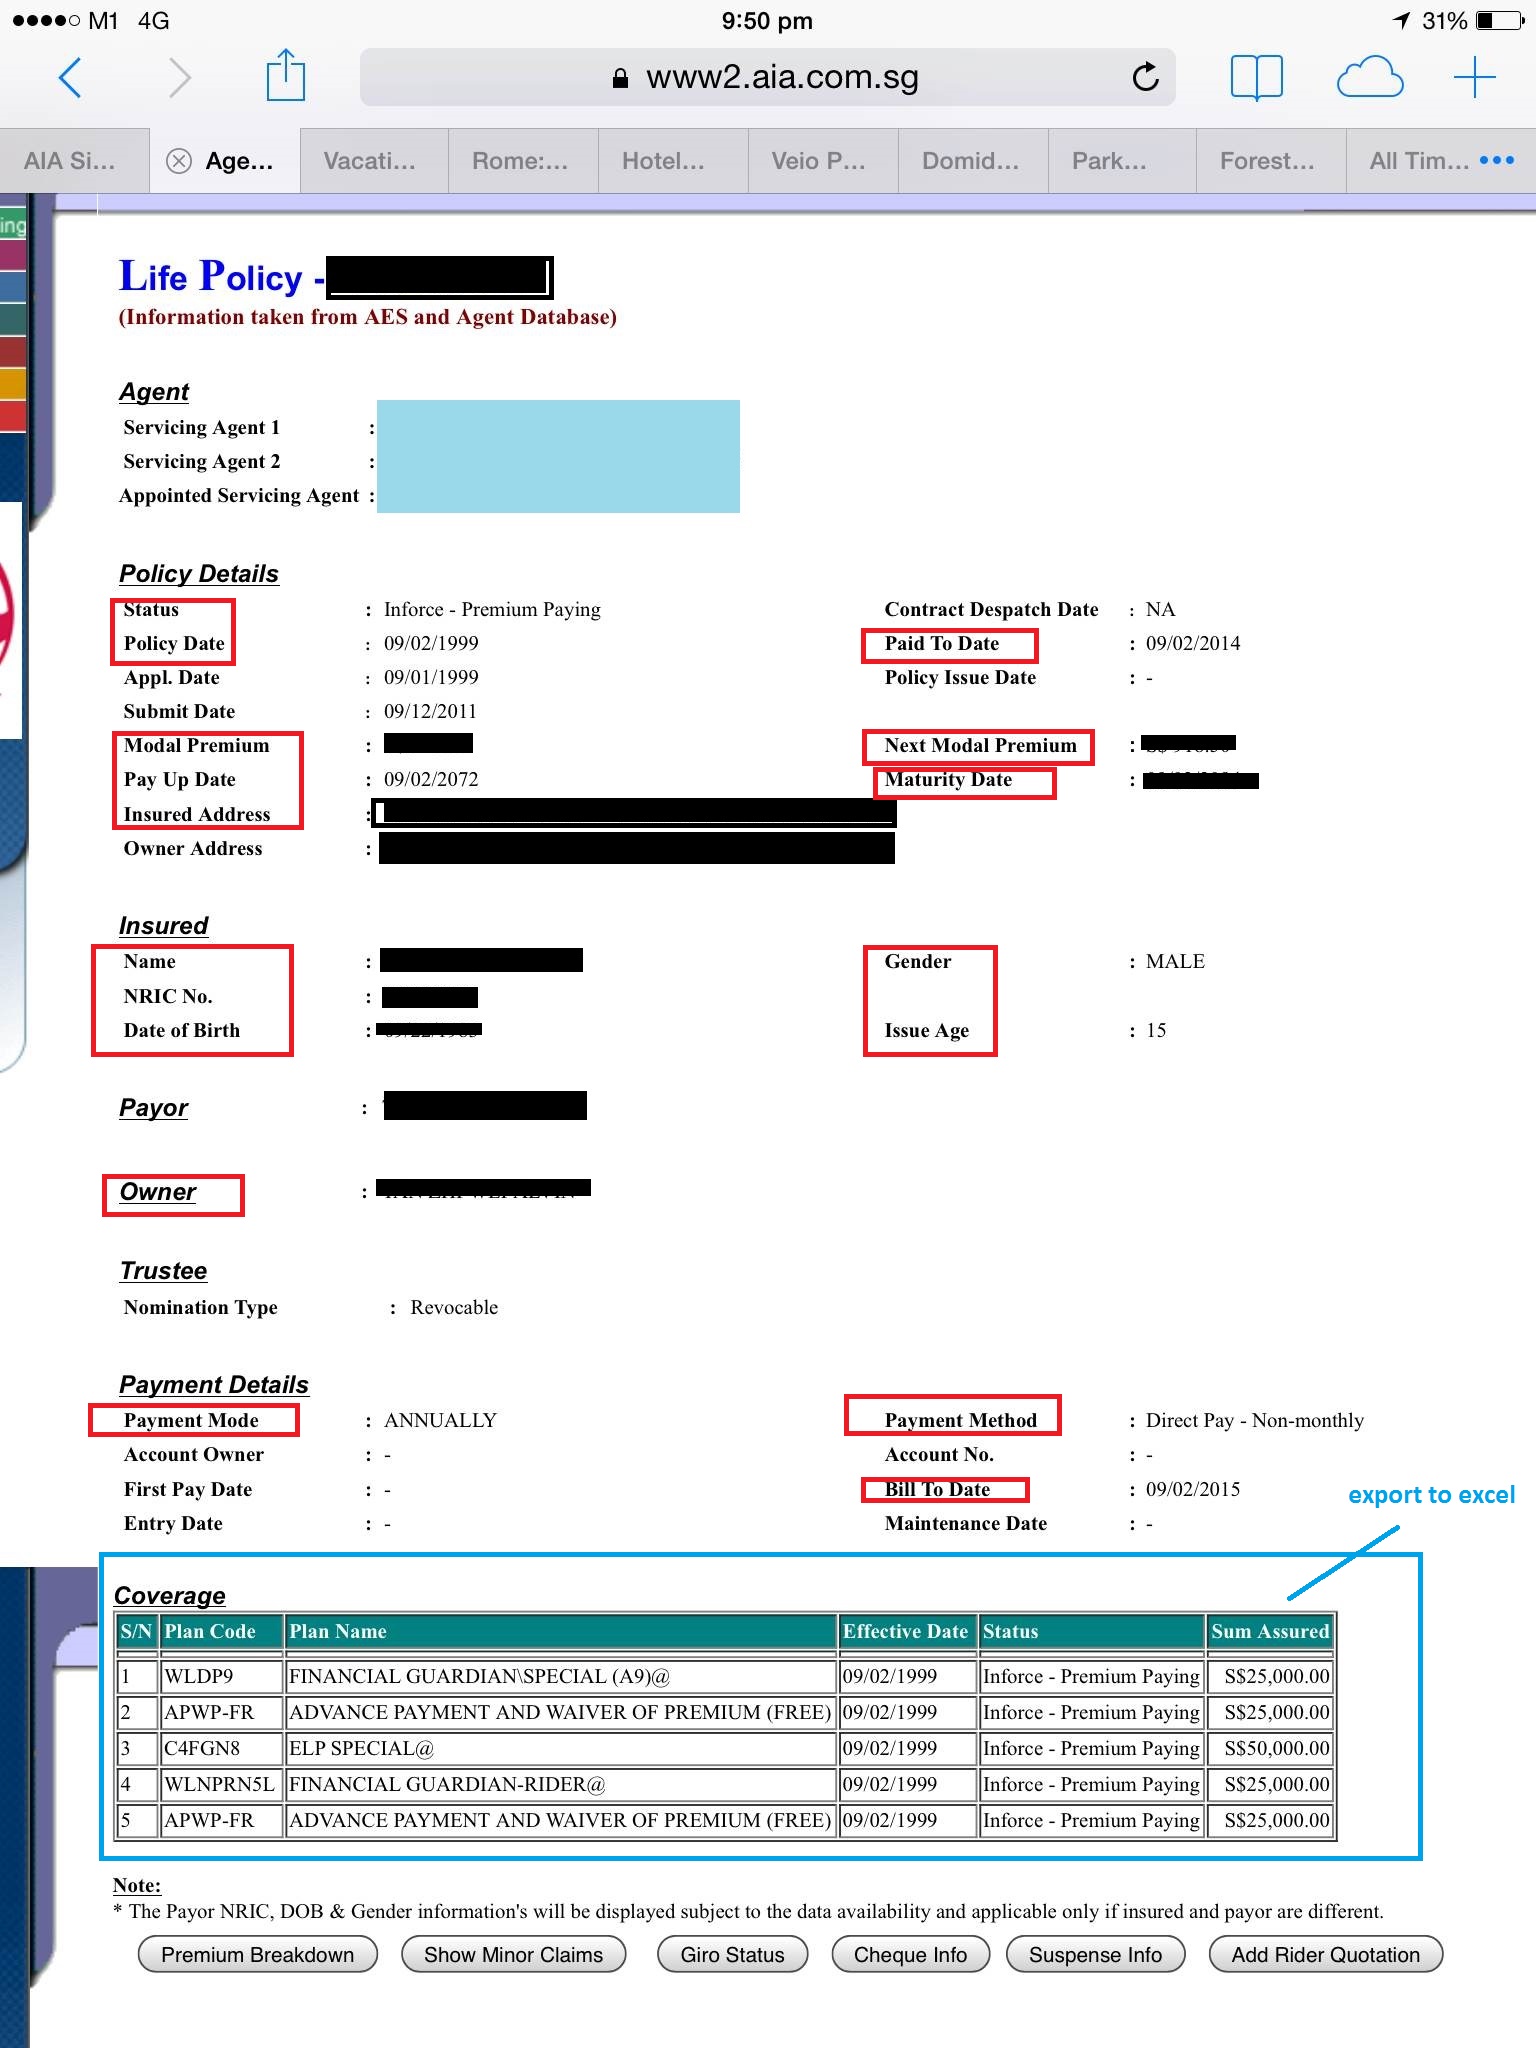 M1 4G 9:50 pm 31%
www2.aia.com.sg
AIA Si... Age... Vacati... Rome:... Hotel... Veio P... Domid... Park... Forest... All Tim... •••
ing
Life Policy -
(Information taken from AES and Agent Database)
Agent
Servicing Agent 1 :
Servicing Agent 2 :
Appointed Servicing Agent :
Policy Details
Status : Inforce - Premium Paying Contract Despatch Date : NA
Policy Date : 09/02/1999 Paid To Date : 09/02/2014
Appl. Date : 09/01/1999 Policy Issue Date : -
Submit Date : 09/12/2011
Modal Premium : Next Modal Premium :
Pay Up Date : 09/02/2072 Maturity Date :
Insured Address :
Owner Address :
Insured
Name : Gender : MALE
NRIC No. :
Date of Birth : Issue Age : 15
Payor :
Owner :
Trustee
Nomination Type : Revocable
Payment Details
Payment Mode : ANNUALLY Payment Method : Direct Pay - Non-monthly
Account Owner : - Account No. : -
First Pay Date : - Bill To Date : 09/02/2015
export to excel
Entry Date : - Maintenance Date : -
Coverage
S/N Plan Code Plan Name Effective Date Status Sum Assured
1 WLDP9 FINANCIAL GUARDIAN\SPECIAL (A9)@ 09/02/1999 Inforce - Premium Paying S$25,000.00
2 APWP-FR ADVANCE PAYMENT AND WAIVER OF PREMIUM (FREE) 09/02/1999 Inforce - Premium Paying S$25,000.00
3 C4FGN8 ELP SPECIAL@ 09/02/1999 Inforce - Premium Paying S$50,000.00
4 WLNPRN5L FINANCIAL GUARDIAN-RIDER@ 09/02/1999 Inforce - Premium Paying S$25,000.00
5 APWP-FR ADVANCE PAYMENT AND WAIVER OF PREMIUM (FREE) 09/02/1999 Inforce - Premium Paying S$25,000.00
Note:
* The Payor NRIC, DOB & Gender information's will be displayed subject to the data availability and applicable only if insured and payor are different.
Premium Breakdown Show Minor Claims Giro Status Cheque Info Suspense Info Add Rider Quotation